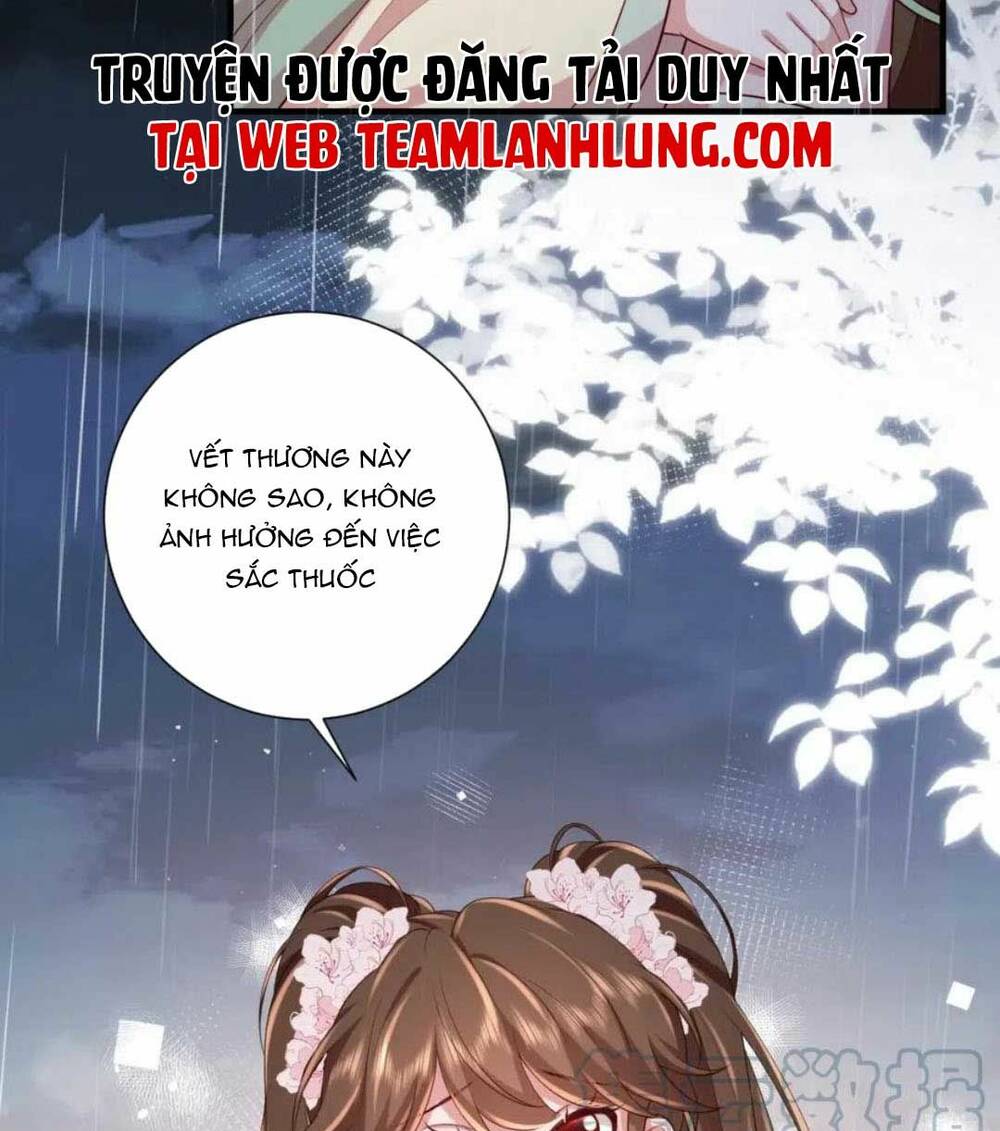 TRUYỆN ĐƯỢC ĐĂNG TẢI DUY NHẤT
TẠI WEB TEAMLANHLUNG.COM
VẾT THƯƠNG NÀY
KHÔNG SAO, KHÔNG
ẢNH HƯỞNG ĐẾN VIỆC
SẮC THUỐC